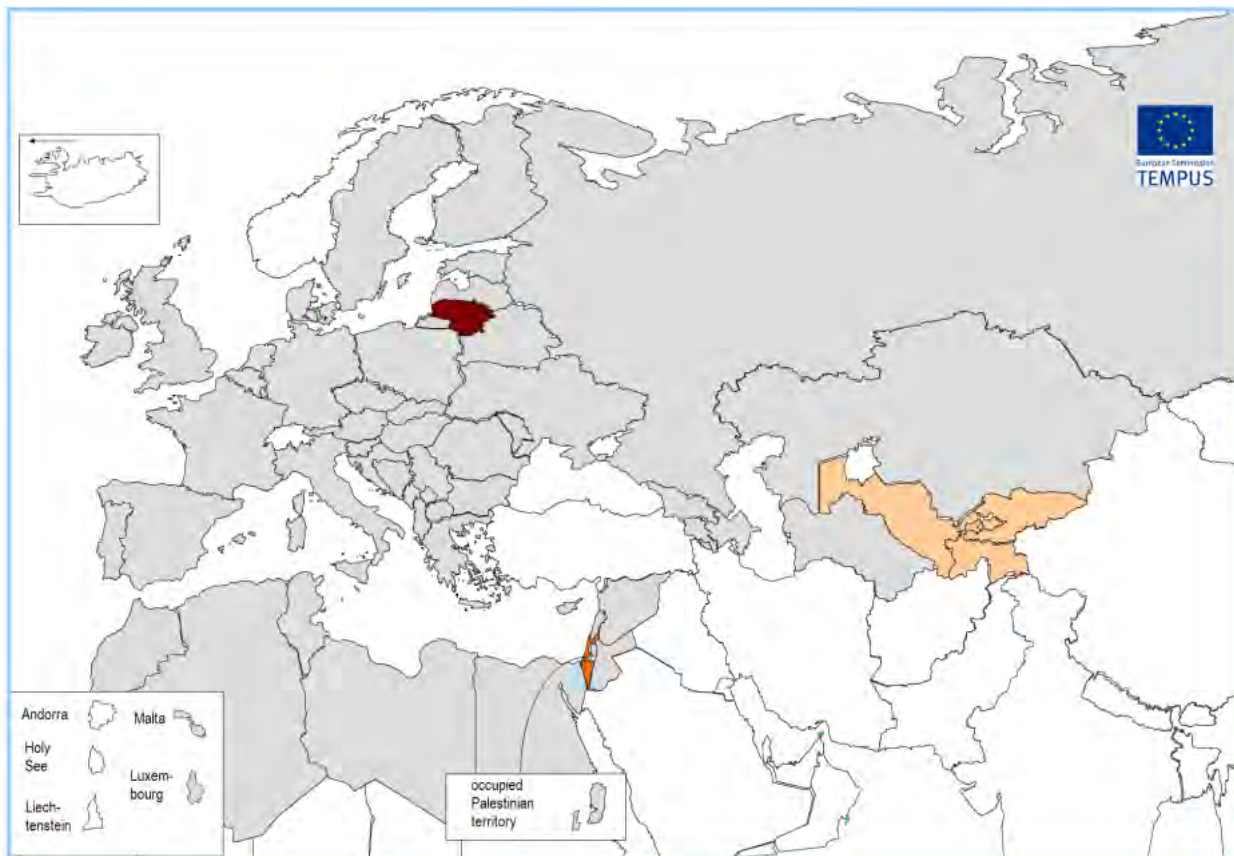 European Commission
TEMPUS
Andorra
Malta
Holy
See
Luxem-
bourg
Liech-
tenstein
occupied
Palestinian
territory